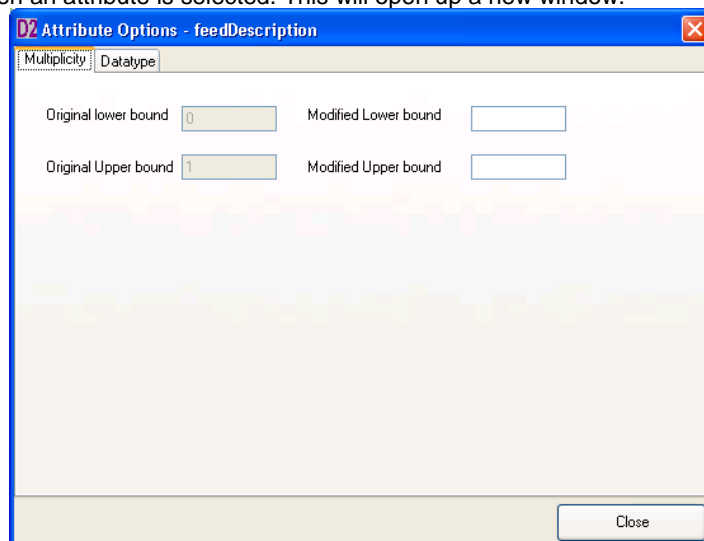 on an attribute is selected. This will open up a new window.
D2 Attribute Options - feedDescription
Multiplicity Datatype
Original lower bound 0 Modified Lower bound
Original Upper bound 1 Modified Upper bound
Close